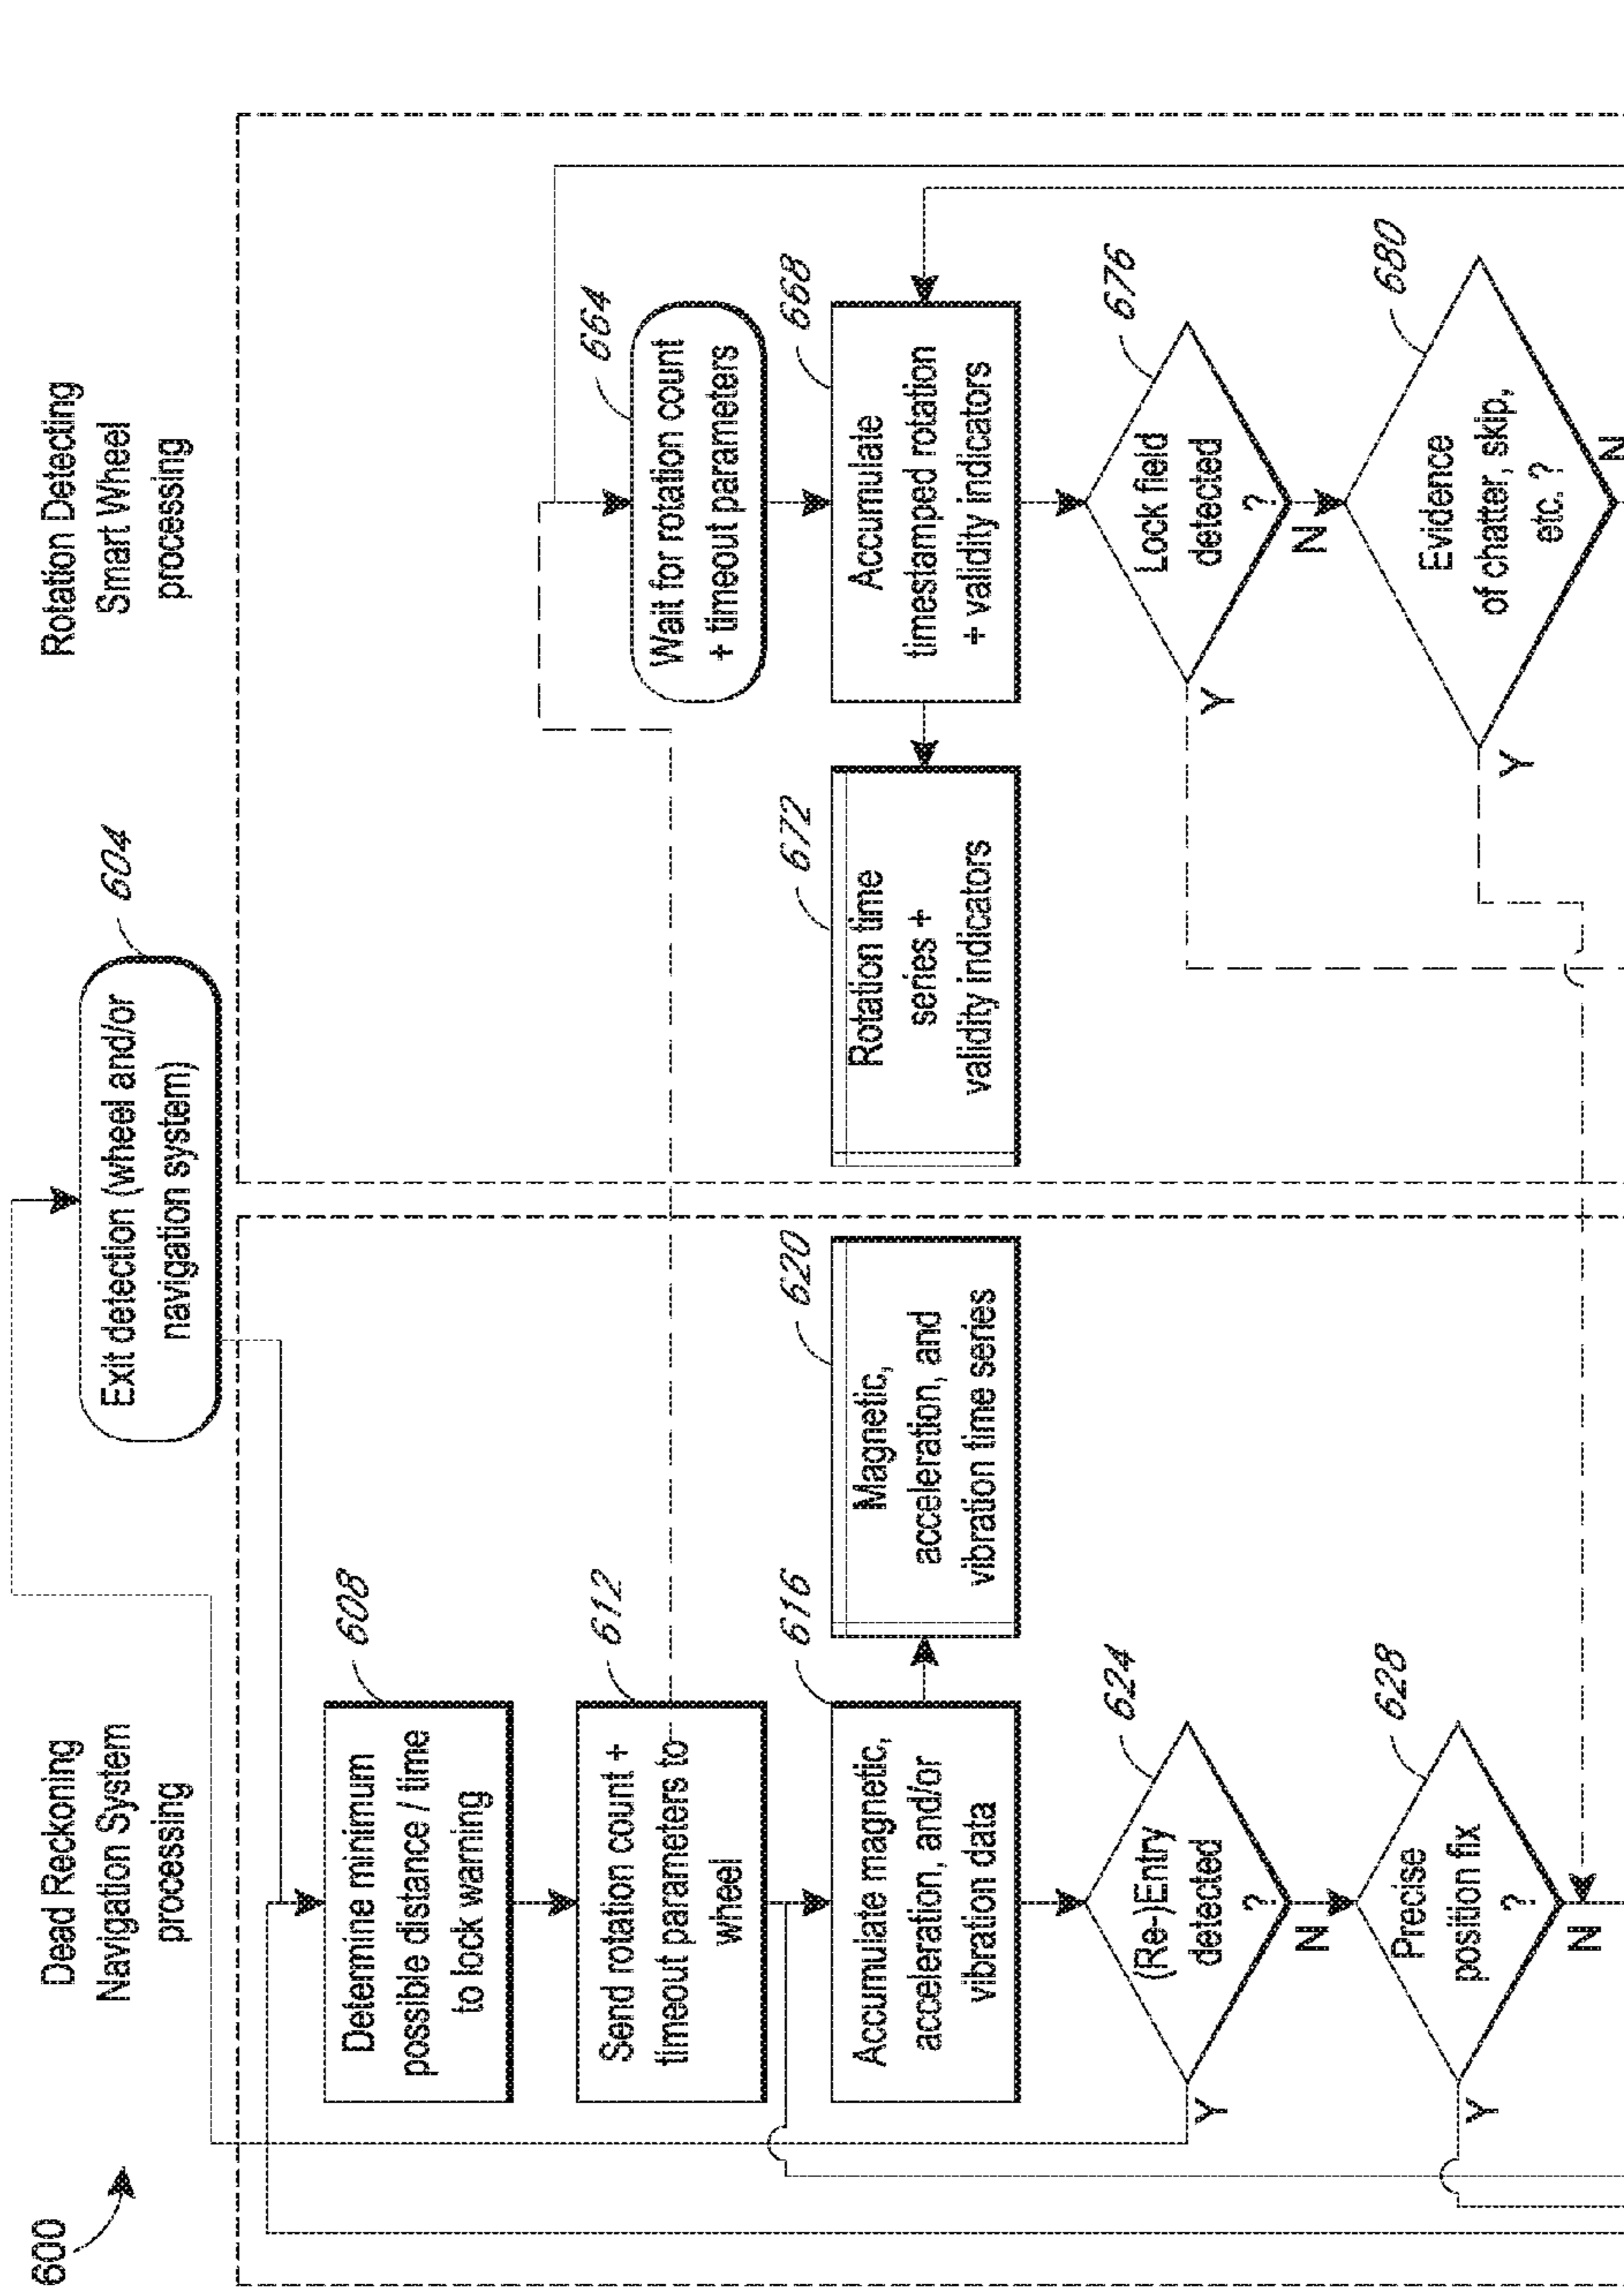 600
Dead Reckoning
Navigation System
processing
Rotation Detecting
Smart Wheel
processing
Exit detection (wheel and/or
navigation system)
604
Determine minimum
possible distance / time
to lock warning
608
Send rotation count +
timeout parameters to
wheel
612
Accumulate magnetic,
acceleration, and/or
vibration data
616
Magnetic,
acceleration, and
vibration time series
620
(Re-)Entry
detected
?
624
Y
N
Precise
position fix
?
628
Y
N
Wait for rotation count
+ timeout parameters
664
Accumulate
timestamped rotation
+ validity indicators
668
Rotation time
series +
validity indicators
672
Lock field
detected
?
676
Y
N
Evidence
of chatter, skip,
etc. ?
680
Y
N